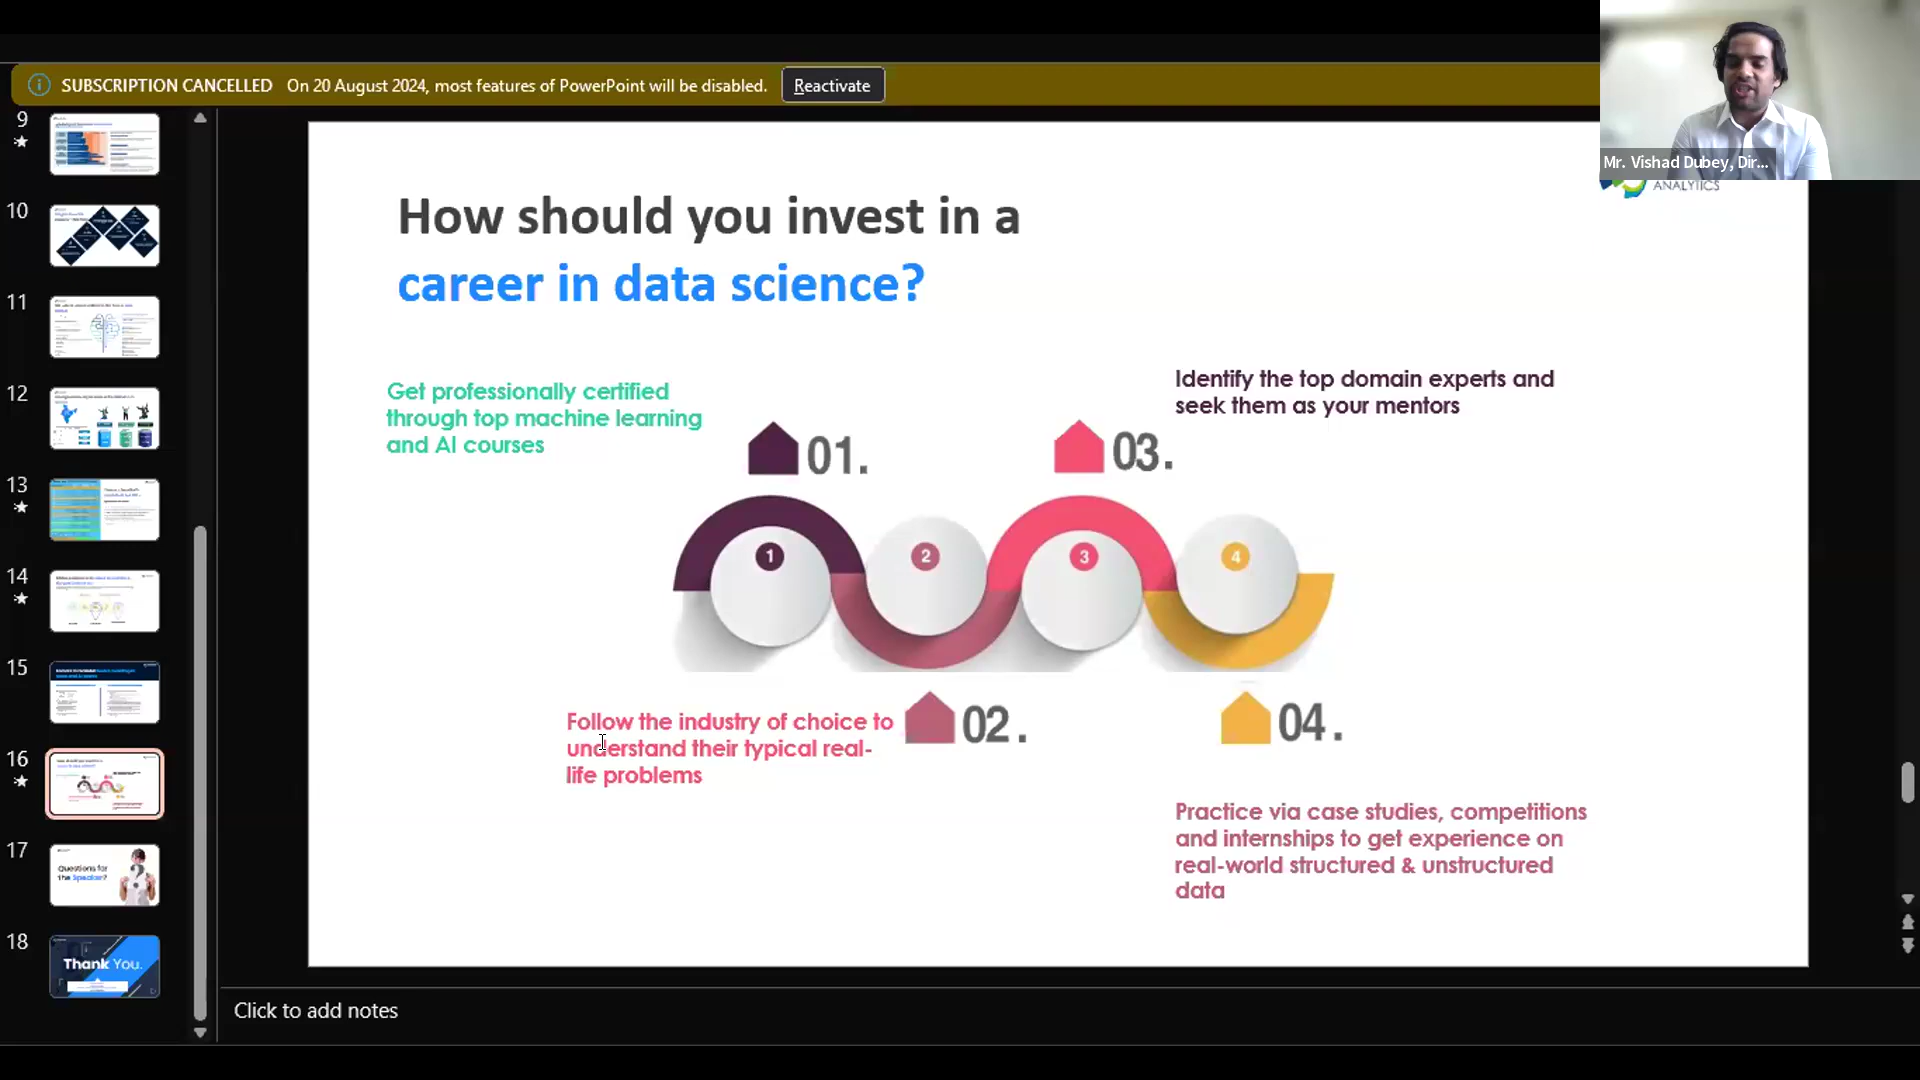 SUBSCRIPTION CANCELLED On 20 August 2024, most features of PowerPoint will be disabled. Reactivate
Mr. Vishad Dubey, Dir...
ANALYTICS
9
10
11
12
13
14
15
16
17
Questions for
the Speaker?
18
Thank You.
How should you invest in a
career in data science?
Get professionally certified
through top machine learning
and AI courses
01.
Identify the top domain experts and
seek them as your mentors
03.
1
2
3
4
Follow the industry of choice to
understand their typical real-
life problems
02.
04.
Practice via case studies, competitions
and internships to get experience on
real-world structured & unstructured
data
Click to add notes